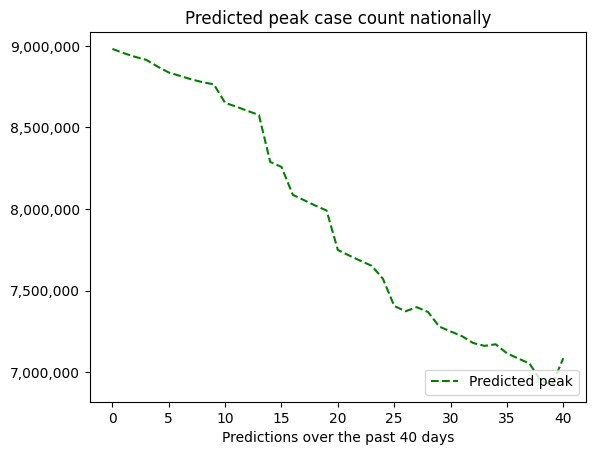 Predicted peak case count nationally
9,000,000
8,500,000
8,000,000
7,500,000
7,000,000
Predicted peak
0 5 10 15 20 25 30 35 40
Predictions over the past 40 days